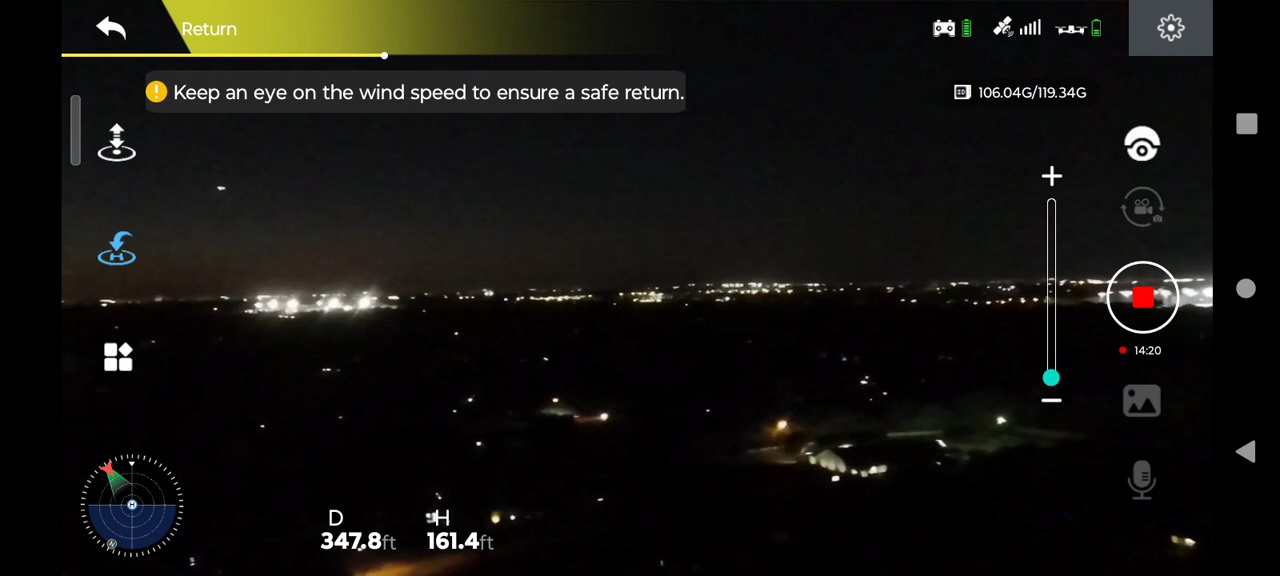 Return
Keep an eye on the wind speed to ensure a safe return.
SD 106.04G/119.34G
14:20
H
N
D H
347.8ft 161.4ft